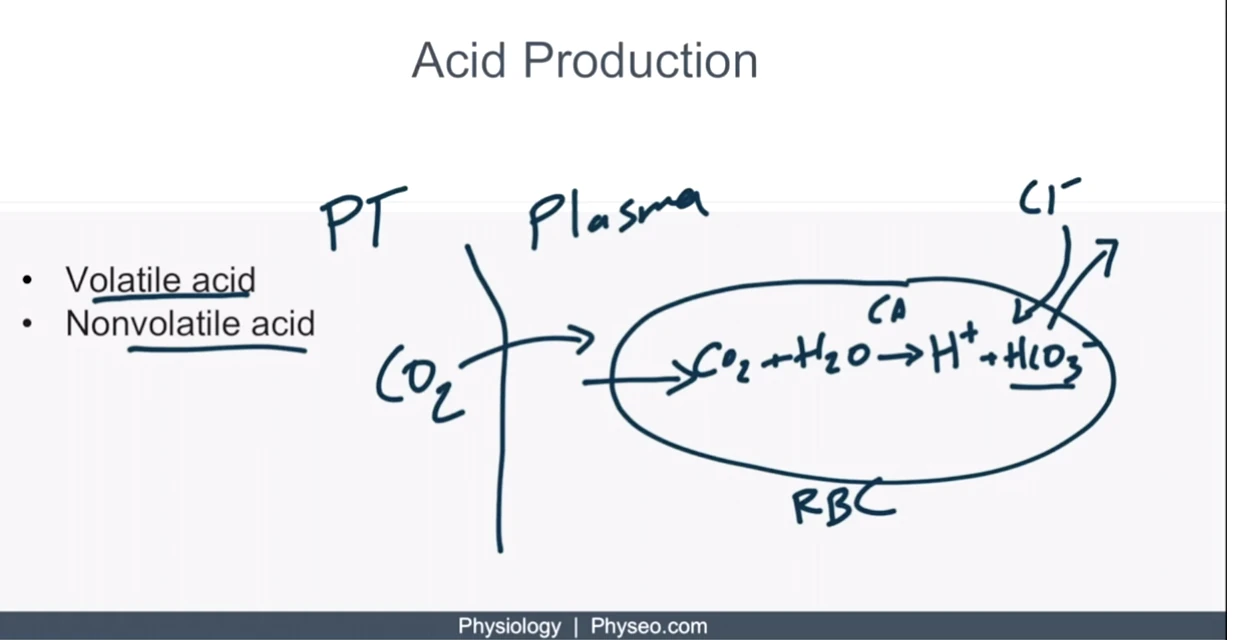 Acid Production
PT
Plasma
Cl⁻
• Volatile acid
• Nonvolatile acid
CA
CO₂
CO₂ + H₂O → H⁺ + HCO₃⁻
RBC
Physiology | Physeo.com